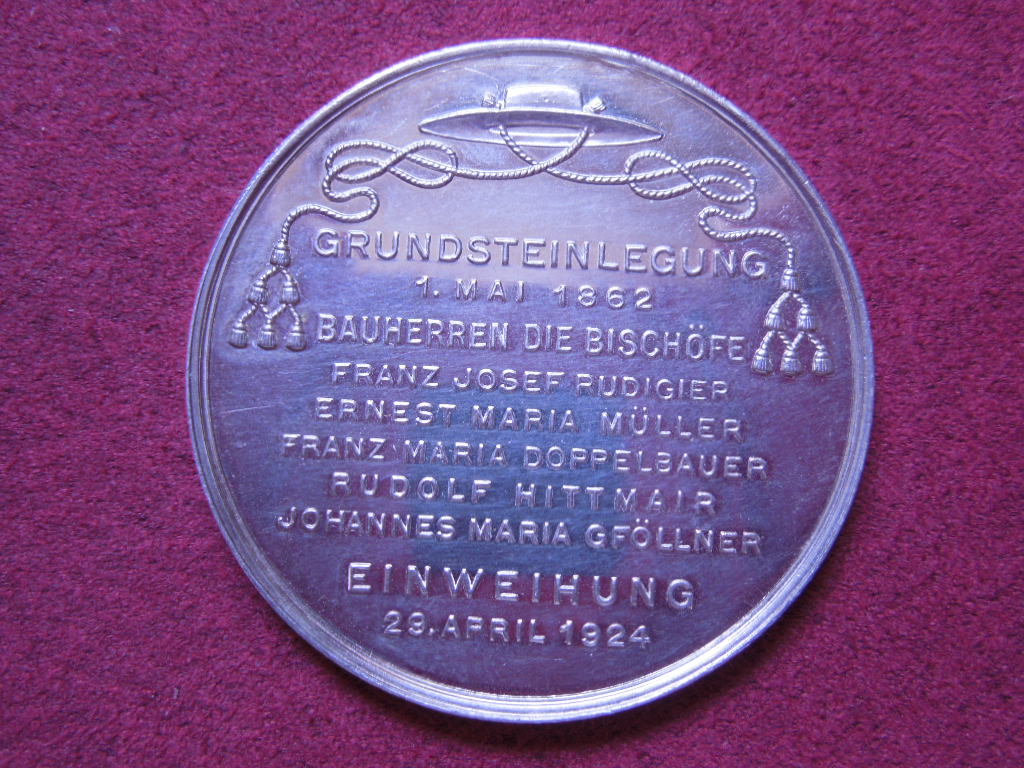 GRUNDSTEINLEGUNG
1. MAI 1862
BAUHERREN DIE BISCHÖFE
FRANZ JOSEF RUDIGIER
ERNEST MARIA MÜLLER
FRANZ MARIA DOPPELBAUER
RUDOLF HITTMAIR
JOHANNES MARIA GFÖLLNER
EINWEIHUNG
29. APRIL 1924